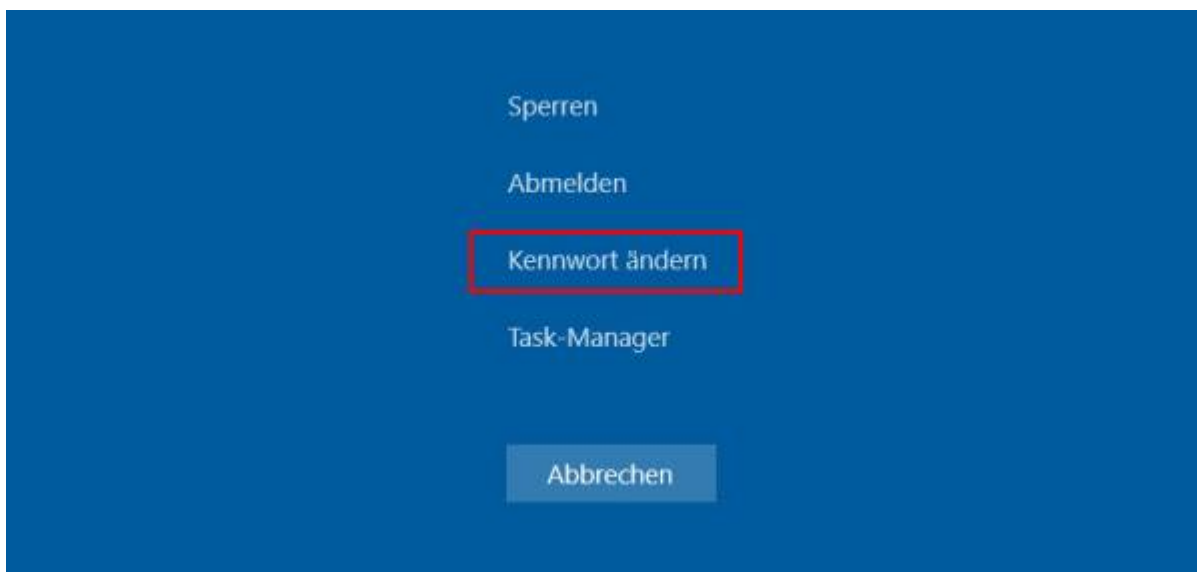 Sperren
Abmelden
Kennwort ändern
Task-Manager
Abbrechen